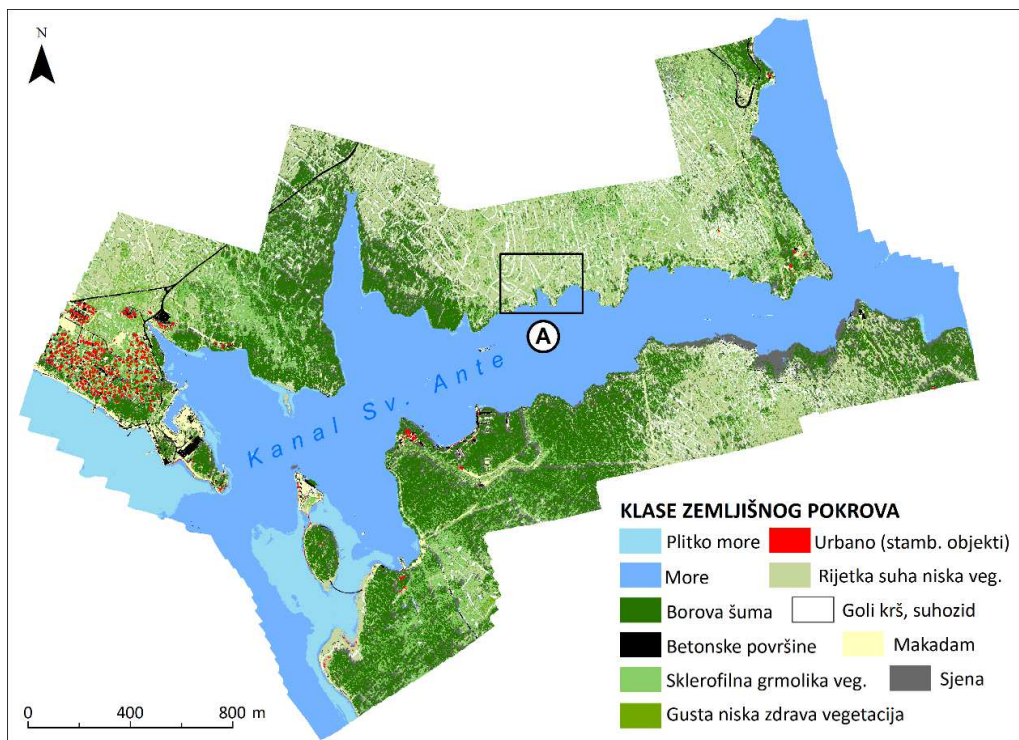 N
A
Kanal Sv. Ante
KLASE ZEMLJIŠNOG POKROVA
Plitko more Urbano (stamb. objekti)
More Rijetka suha niska veg.
Borova šuma Goli krš, suhozid
Betonske površine Makadam
Sklerofilna grmolika veg. Sjena
Gusta niska zdrava vegetacija
0 400 800 m